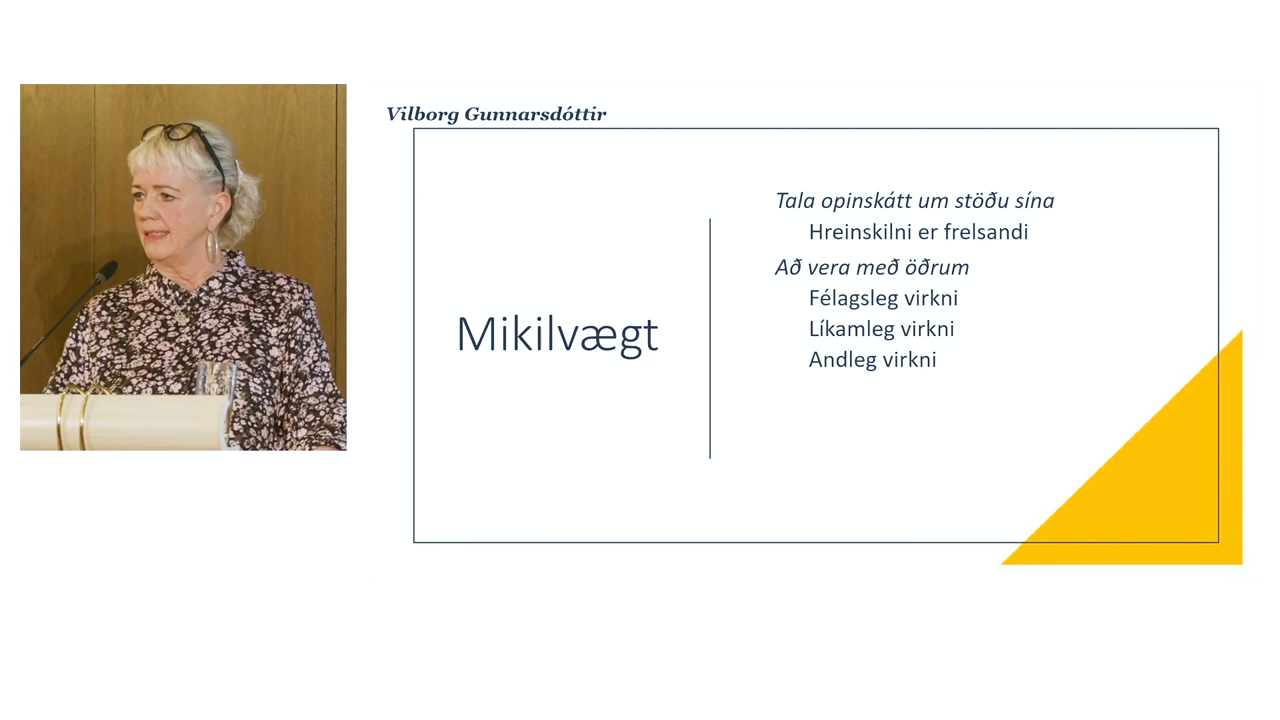 Vilborg Gunnarsdóttir
Mikilvægt
Tala opinskátt um stöðu sína
Hreinskilni er frelsandi
Að vera með öðrum
Félagsleg virkni
Líkamleg virkni
Andleg virkni